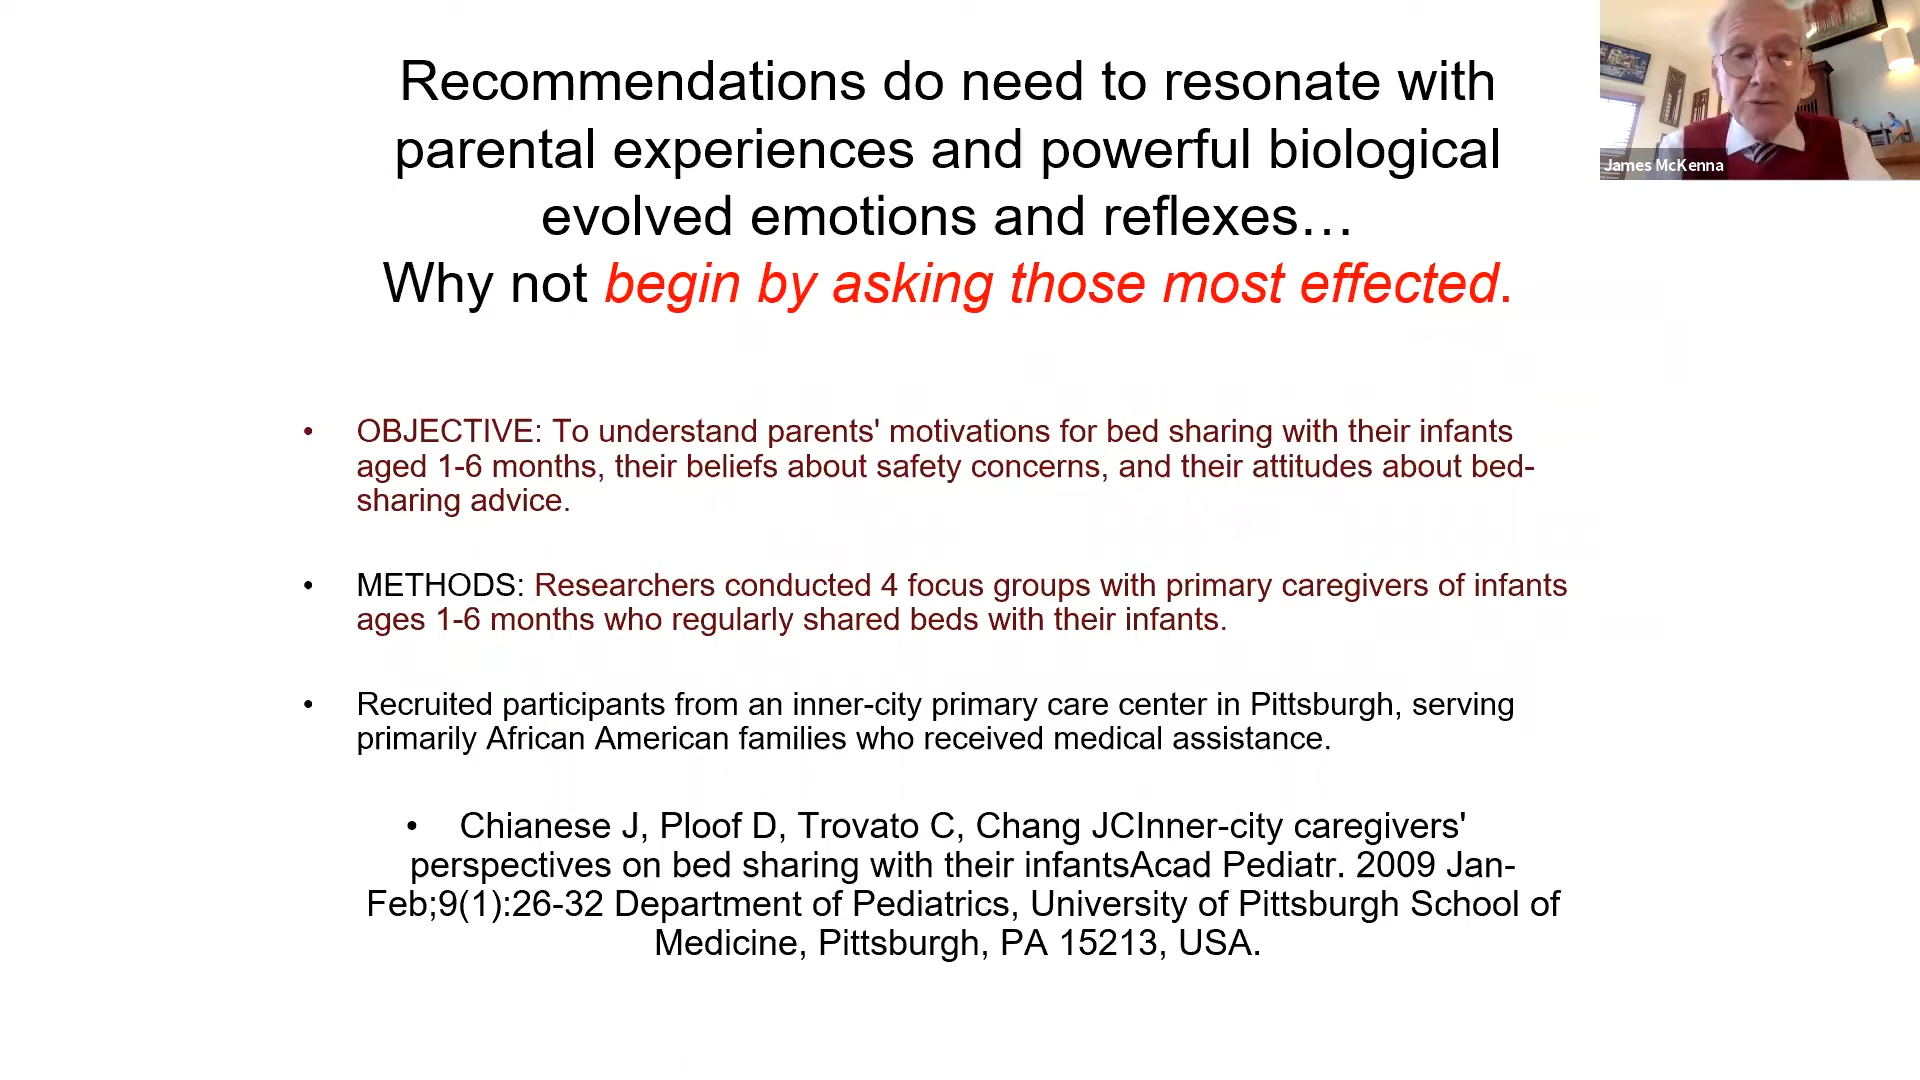 Recommendations do need to resonate with
parental experiences and powerful biological
evolved emotions and reflexes…
Why not begin by asking those most effected.
James McKenna
• OBJECTIVE: To understand parents' motivations for bed sharing with their infants
aged 1-6 months, their beliefs about safety concerns, and their attitudes about bed-
sharing advice.
• METHODS: Researchers conducted 4 focus groups with primary caregivers of infants
ages 1-6 months who regularly shared beds with their infants.
• Recruited participants from an inner-city primary care center in Pittsburgh, serving
primarily African American families who received medical assistance.
• Chianese J, Ploof D, Trovato C, Chang JCInner-city caregivers'
perspectives on bed sharing with their infantsAcad Pediatr. 2009 Jan-
Feb;9(1):26-32 Department of Pediatrics, University of Pittsburgh School of
Medicine, Pittsburgh, PA 15213, USA.